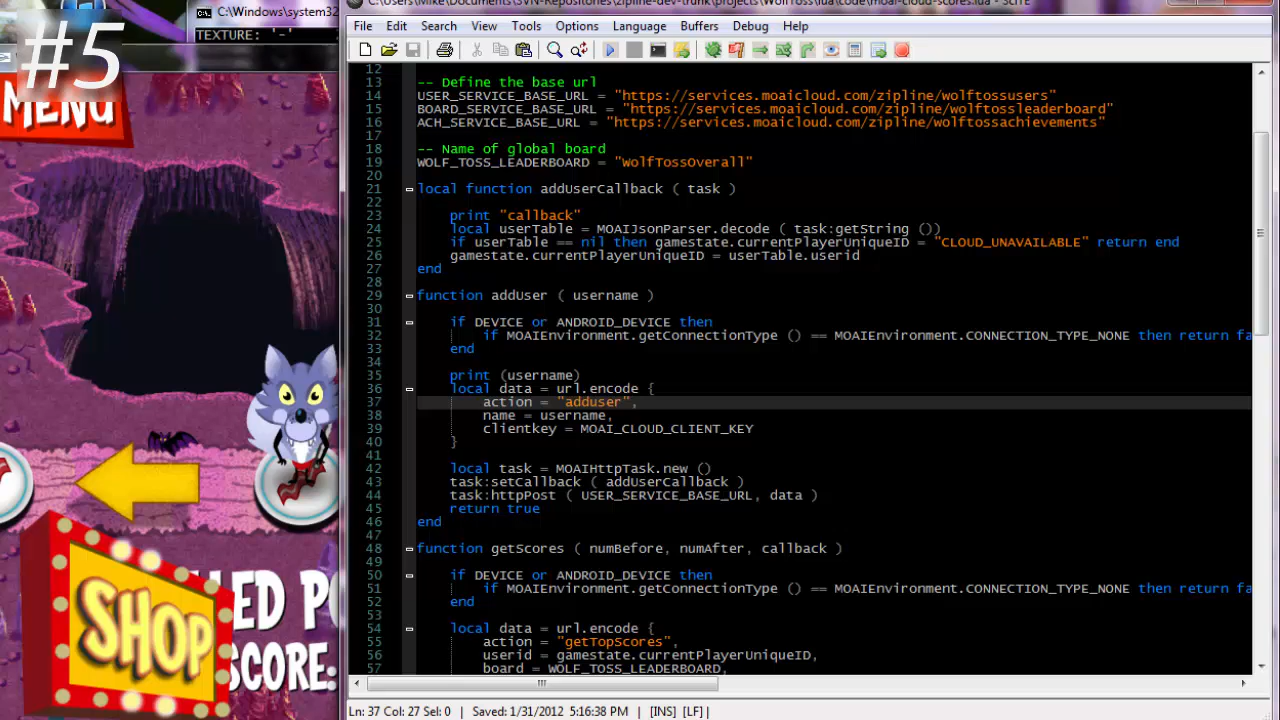 #5
C:\Windows\system32
TEXTURE: '-'
MENU
SHOP
SCORE:
C:\Users\Mike\Documents\SVN-Repositories\zipline-dev-trunk\projects\WolfToss\lua\code\moai-cloud-scores.lua - SciTE
File Edit Search View Tools Options Language Buffers Debug Help
12
13 -- Define the base url
14 USER_SERVICE_BASE_URL = "https://services.moaicloud.com/zipline/wolftossusers"
15 BOARD_SERVICE_BASE_URL = "https://services.moaicloud.com/zipline/wolftossleaderboard"
16 ACH_SERVICE_BASE_URL = "https://services.moaicloud.com/zipline/wolftossachievements"
17
18 -- Name of global board
19 WOLF_TOSS_LEADERBOARD = "WolfTossOverall"
20
21 local function addUserCallback ( task )
22
23 print "callback"
24 local userTable = MOAIJsonParser.decode ( task:getString ())
25 if userTable == nil then gamestate.currentPlayerUniqueID = "CLOUD_UNAVAILABLE" return end
26 gamestate.currentPlayerUniqueID = userTable.userid
27 end
28
29 function addUser ( username )
30
31 if DEVICE or ANDROID_DEVICE then
32 if MOAIEnvironment.getConnectionType () == MOAIEnvironment.CONNECTION_TYPE_NONE then return fa
33 end
34
35 print (username)
36 local data = url.encode {
37 action = "adduser",
38 name = username,
39 clientkey = MOAI_CLOUD_CLIENT_KEY
40 }
41
42 local task = MOAIHttpTask.new ()
43 task:setCallback ( addUserCallback )
44 task:httpPost ( USER_SERVICE_BASE_URL, data )
45 return true
46 end
47
48 function getScores ( numBefore, numAfter, callback )
49
50 if DEVICE or ANDROID_DEVICE then
51 if MOAIEnvironment.getConnectionType () == MOAIEnvironment.CONNECTION_TYPE_NONE then return fa
52 end
53
54 local data = url.encode {
55 action = "getTopScores",
56 userid = gamestate.currentPlayerUniqueID,
57 board = WOLF_TOSS_LEADERBOARD,
Ln: 37 Col: 27 Sel: 0 | Saved: 1/31/2012 5:16:38 PM | [INS] [LF] |